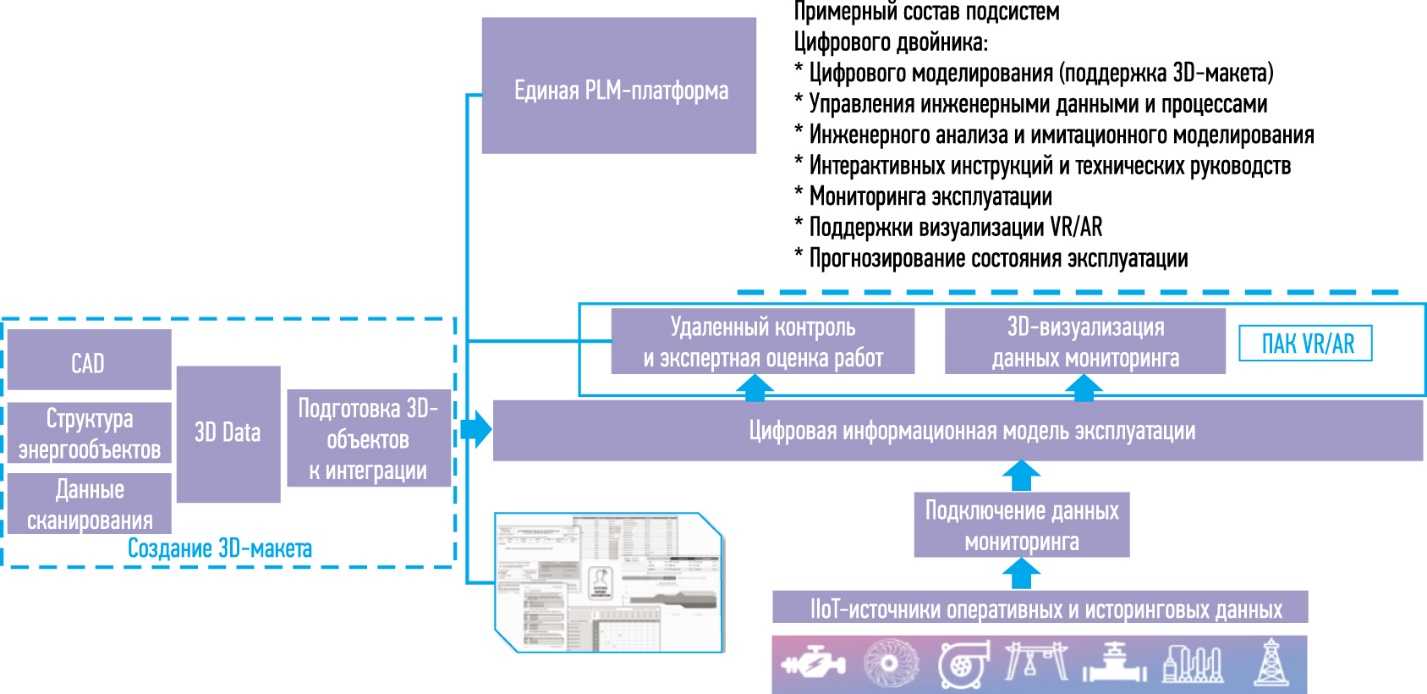 Примерный состав подсистем
Цифрового двойника:
* Цифрового моделирования (поддержка 3D-макета)
* Управления инженерными данными и процессами
* Инженерного анализа и имитационного моделирования
* Интерактивных инструкций и технических руководств
* Мониторинга эксплуатации
* Поддержки визуализации VR/AR
* Прогнозирование состояния эксплуатации
Единая PLM-платформа
CAD
Структура
энергообъектов
Данные
сканирования
3D Data
Подготовка 3D-
объектов
к интеграции
Создание 3D-макета
Удаленный контроль
и экспертная оценка работ
3D-визуализация
данных мониторинга
ПАК VR/AR
Цифровая информационная модель эксплуатации
Подключение данных
мониторинга
IIoT-источники оперативных и историнговых данных